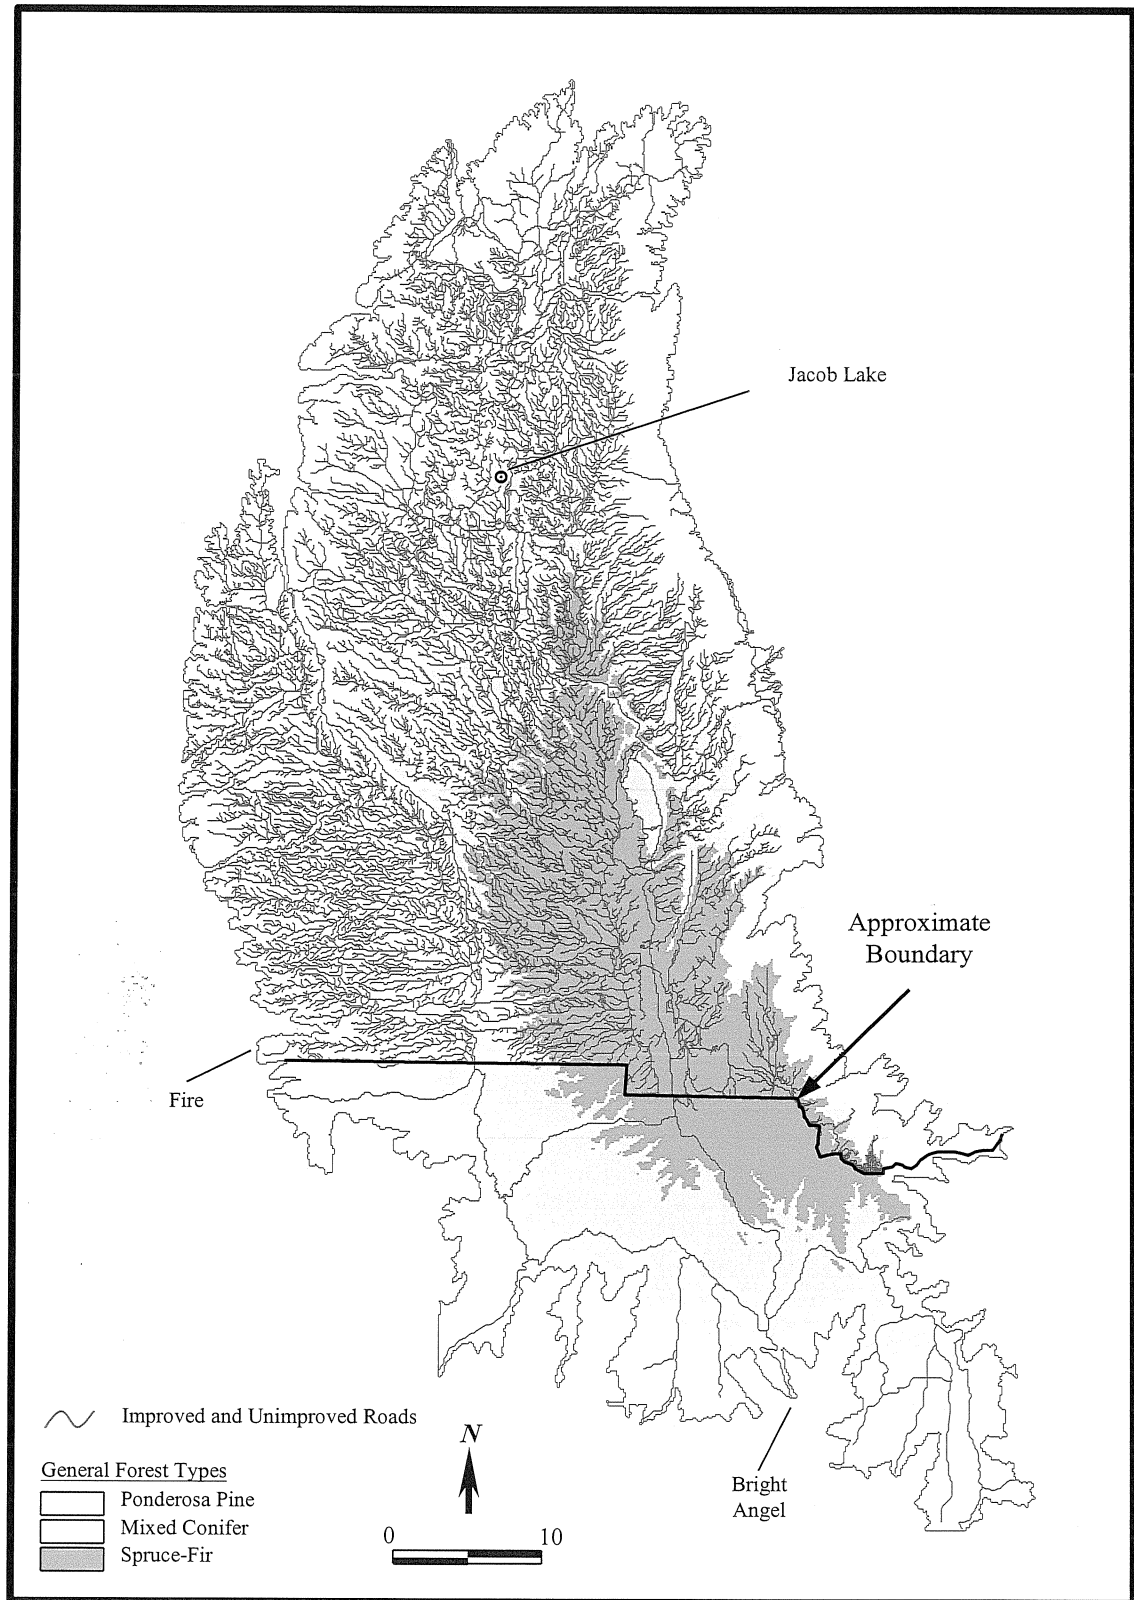 Jacob Lake
Approximate
Boundary
Fire
Improved and Unimproved Roads
N
General Forest Types
Ponderosa Pine
Mixed Conifer
Spruce-Fir
0 10
Bright
Angel